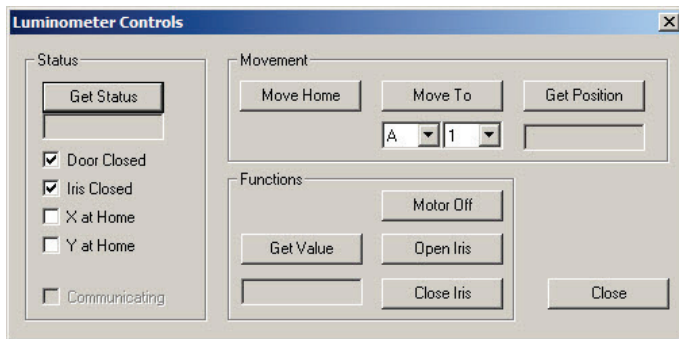 Luminometer Controls
Status
Get Status
Door Closed
Iris Closed
X at Home
Y at Home
Communicating
Movement
Move Home
Move To
Get Position
A
1
Functions
Motor Off
Get Value
Open Iris
Close Iris
Close